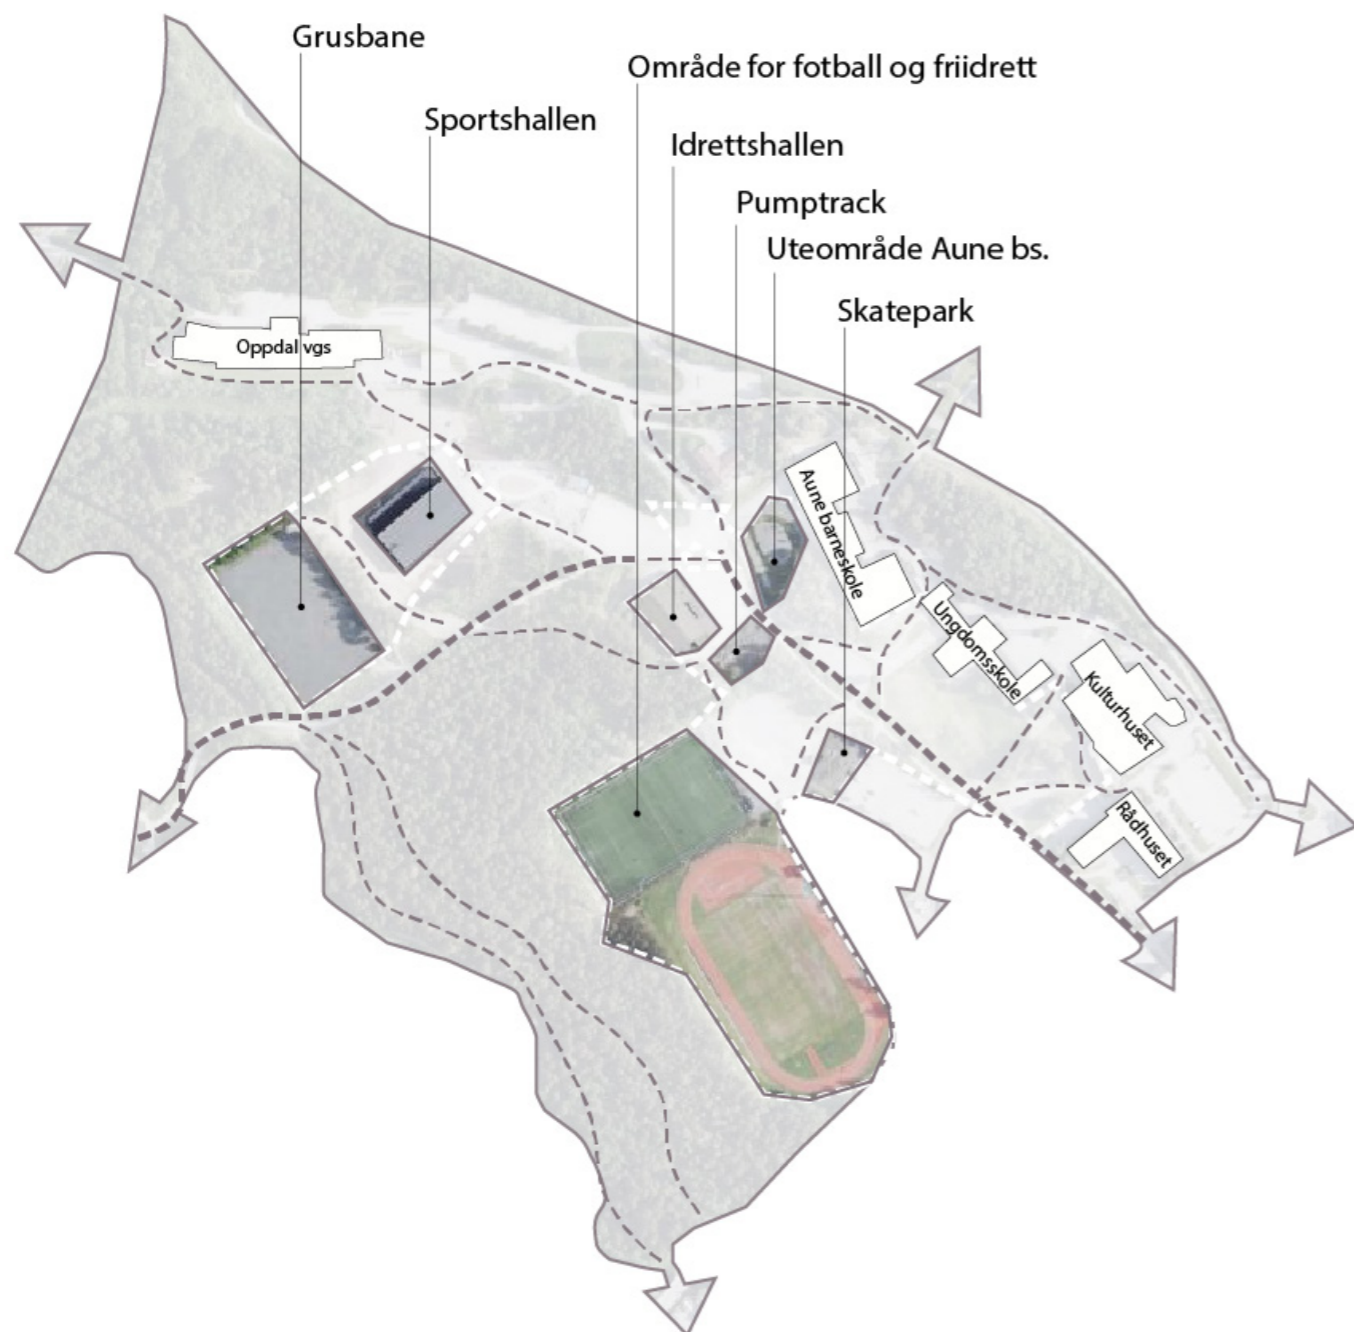 Grusbane
Område for fotball og friidrett
Sportshallen
Idrettshallen
Pumptrack
Uteområde Aune bs.
Skatepark
Oppdal vgs
Aune barneskole
Ungdomsskole
Kulturhuset
Rådhuset